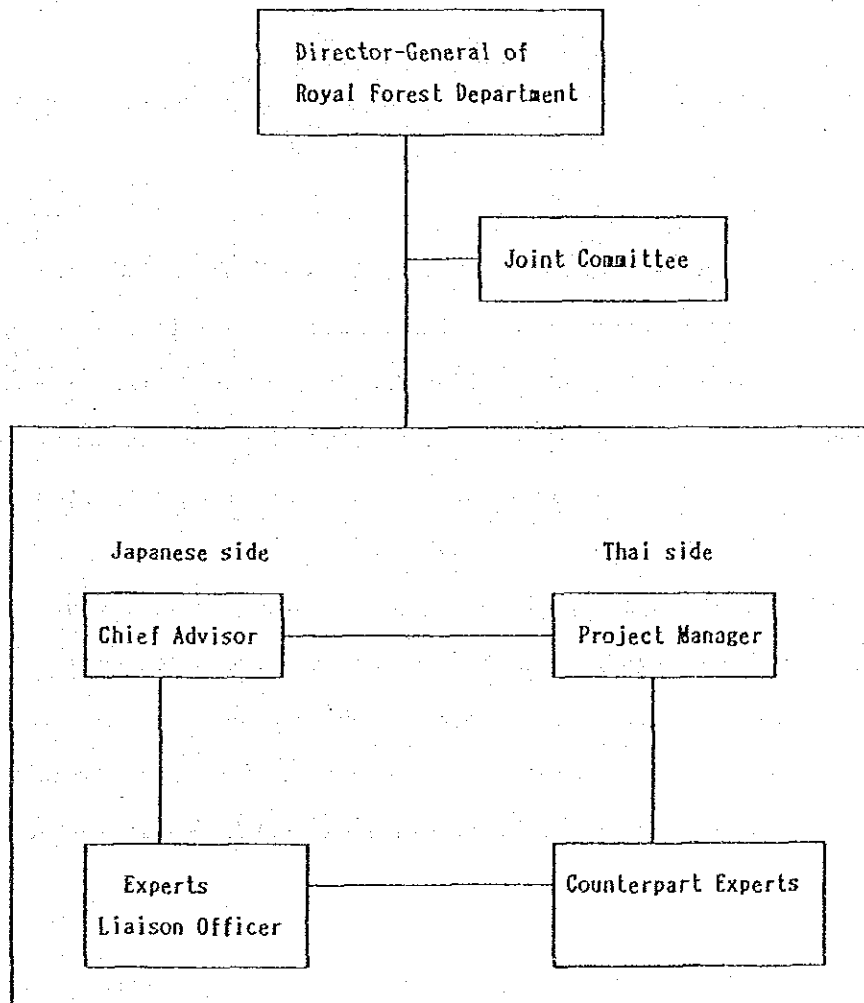 Director-General of
Royal Forest Department
Joint Committee
Japanese side
Thai side
Chief Advisor
Project Manager
Experts
Liaison Officer
Counterpart Experts